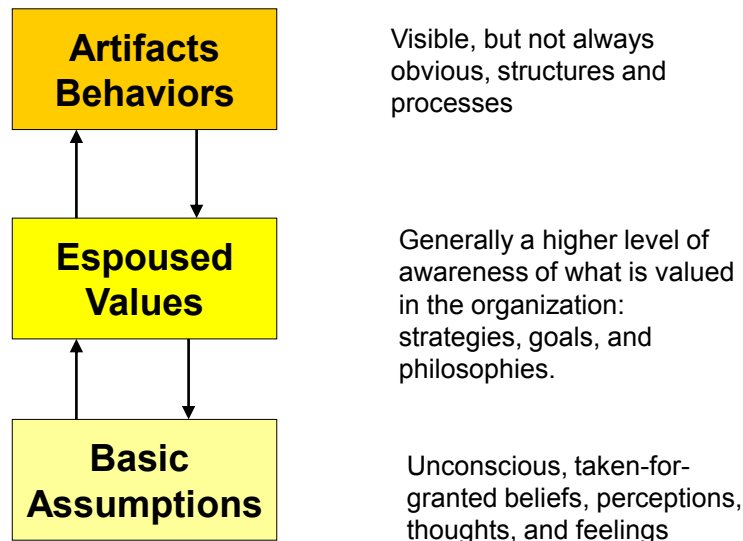 Artifacts
Behaviors
Visible, but not always
obvious, structures and
processes
Espoused
Values
Generally a higher level of
awareness of what is valued
in the organization:
strategies, goals, and
philosophies.
Basic
Assumptions
Unconscious, taken-for-
granted beliefs, perceptions,
thoughts, and feelings